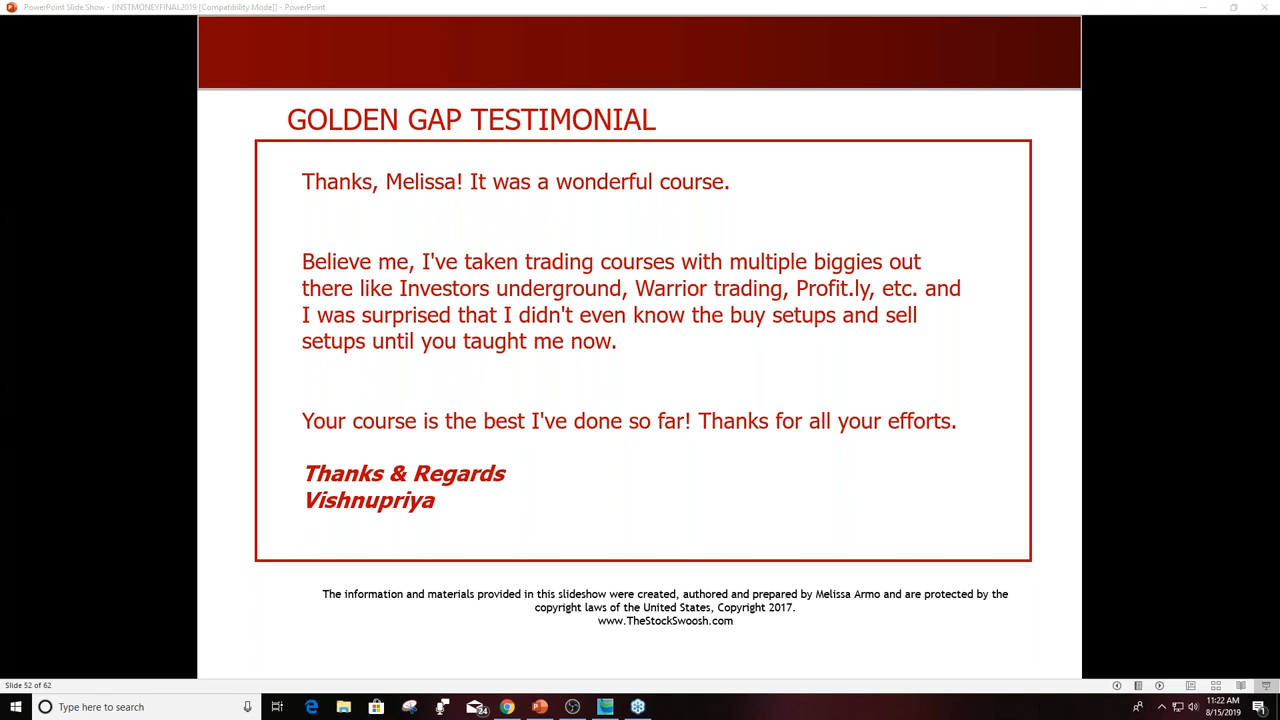 PowerPoint Slide Show - [INSTMONEYFINAL2019 [Compatibility Mode]] - PowerPoint
GOLDEN GAP TESTIMONIAL
Thanks, Melissa! It was a wonderful course.
Believe me, I've taken trading courses with multiple biggies out
there like Investors underground, Warrior trading, Profit.ly, etc. and
I was surprised that I didn't even know the buy setups and sell
setups until you taught me now.
Your course is the best I've done so far! Thanks for all your efforts.
Thanks & Regards
Vishnupriya
The information and materials provided in this slideshow were created, authored and prepared by Melissa Armo and are protected by the
copyright laws of the United States, Copyright 2017.
www.TheStockSwoosh.com
Slide 52 of 62
Type here to search
24
11:22 AM
8/15/2019
1